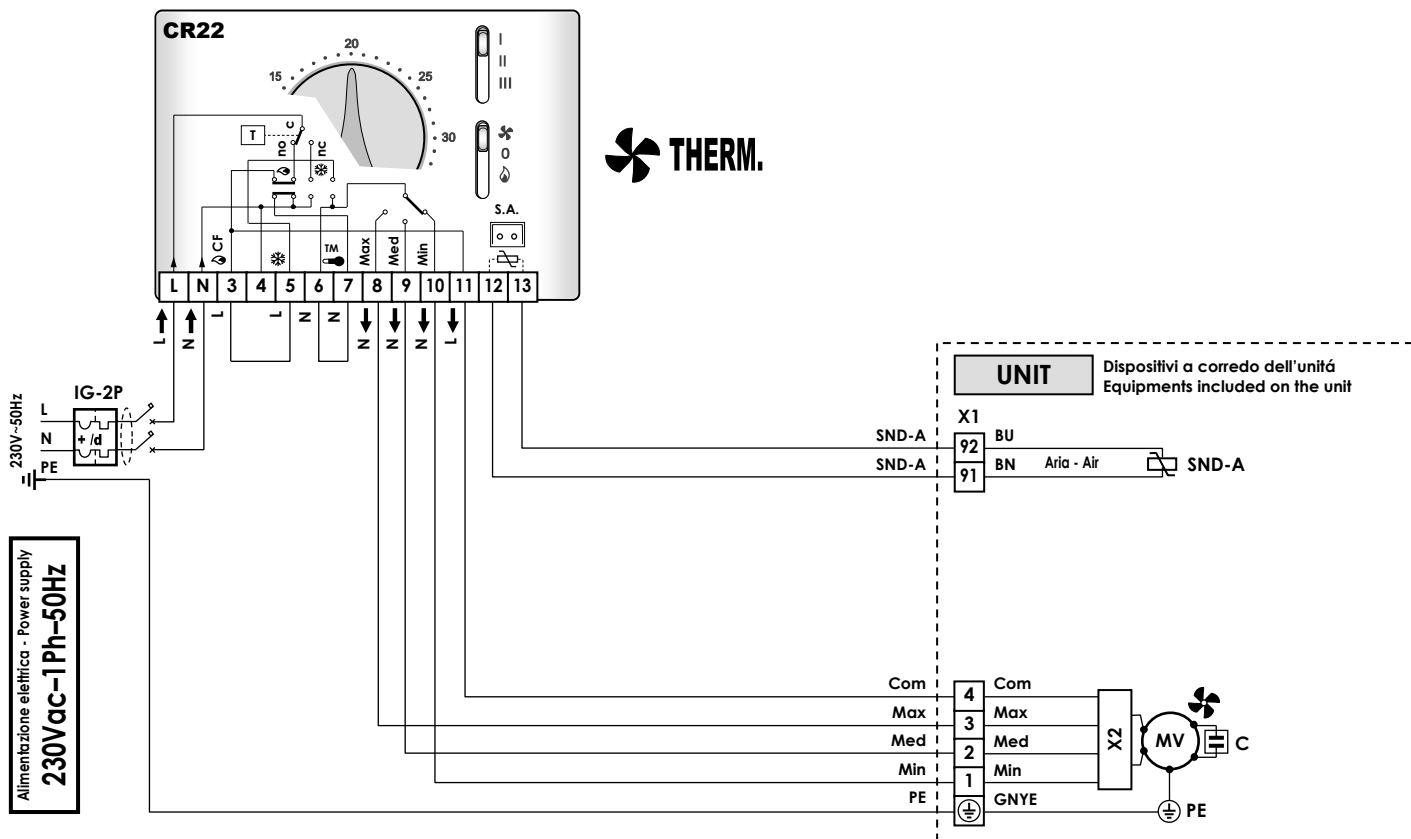 CR22
15
20
25
30
I
II
III
0
THERM.
T
c
no
nc
S.A.
CF
TM
Max
Med
Min
L N 3 4 5 6 7 8 9 10 11 12 13
L
N
L
L
N
N
N
N
N
L
230V~50Hz
IG-2P
L
N
PE
+ /d
Alimentazione elettrica - Power supply
230Vac-1Ph-50Hz
UNIT
Dispositivi a corredo dell'unitá
Equipments included on the unit
X1
SND-A 92 BU
SND-A 91 BN Aria - Air SND-A
Com 4 Com
Max 3 Max
Med 2 Med
Min 1 Min
PE GNYE
X2
MV
C
PE